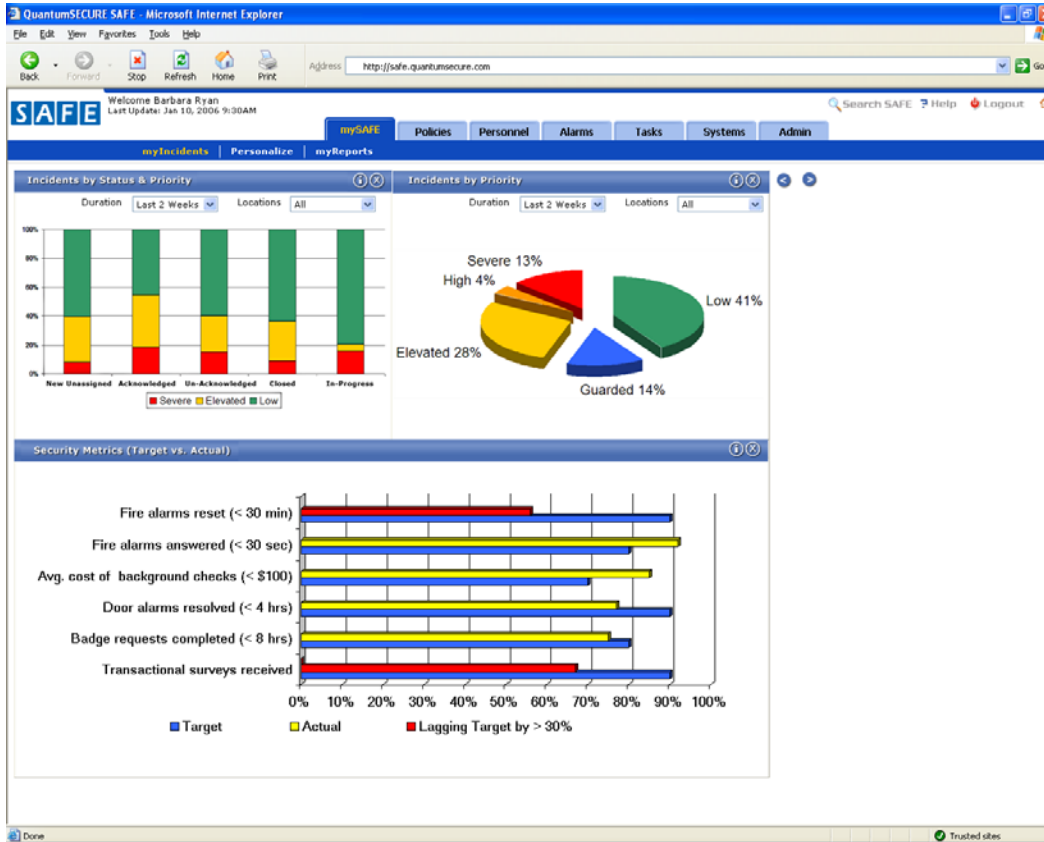 QuantumSECURE SAFE - Microsoft Internet Explorer
File Edit View Favorites Tools Help
Back Forward Stop Refresh Home Print Address http://safe.quantumsecure.com Go
SAFE
Welcome Barbara Ryan
Last Update: Jan 10, 2006 9:30AM
Search SAFE ? Help Logout
mySAFE Policies Personnel Alarms Tasks Systems Admin
myIncidents | Personalize | myReports
Incidents by Status & Priority
Duration Last 2 Weeks Locations All
100%
80%
60%
40%
20%
0%
New Unassigned Acknowledged Un-Acknowledged Closed In-Progress
Severe Elevated Low
Incidents by Priority
Duration Last 2 Weeks Locations All
Severe 13%
High 4%
Low 41%
Elevated 28%
Guarded 14%
Security Metrics (Target vs. Actual)
Fire alarms reset (< 30 min)
Fire alarms answered (< 30 sec)
Avg. cost of background checks (< $100)
Door alarms resolved (< 4 hrs)
Badge requests completed (< 8 hrs)
Transactional surveys received
0% 10% 20% 30% 40% 50% 60% 70% 80% 90% 100%
Target Actual Lagging Target by > 30%
Done Trusted sites